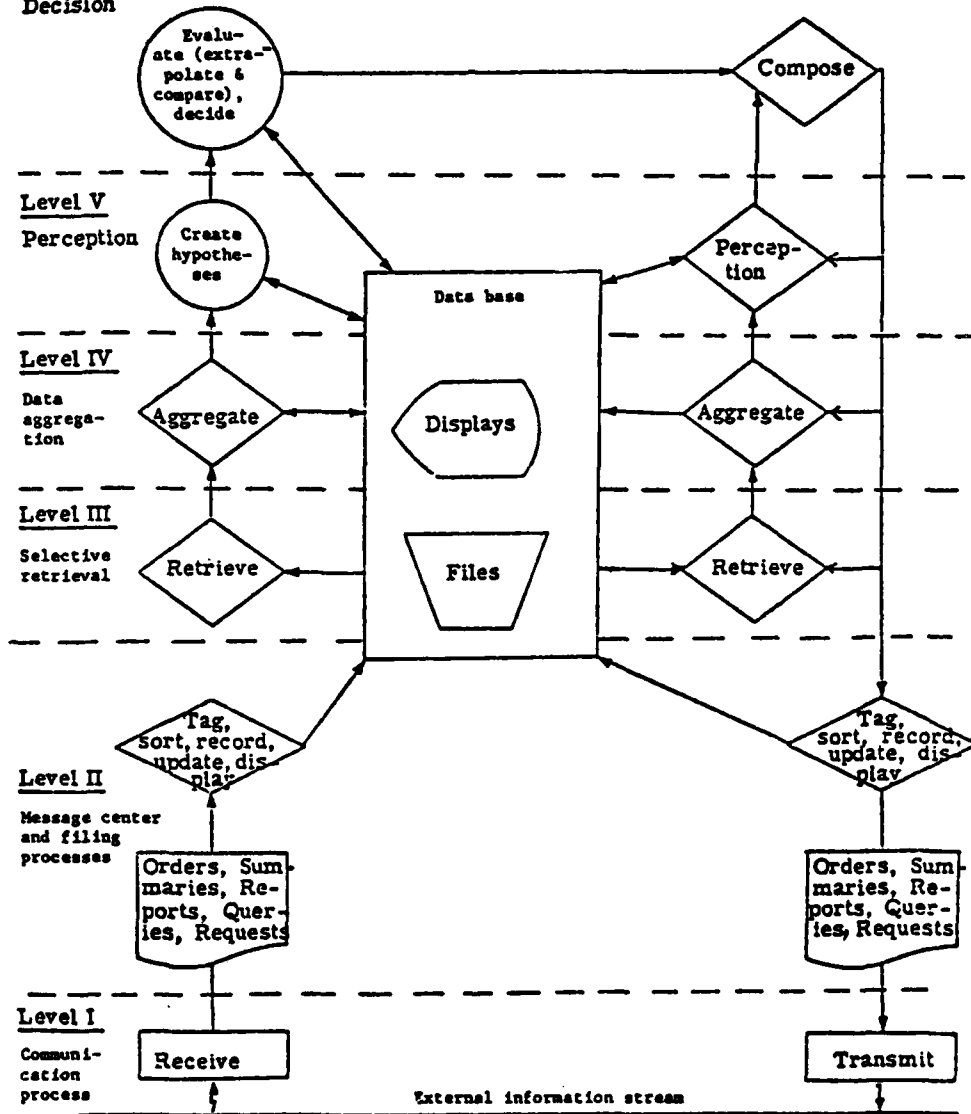 Decision
Evalu-
ate (extra-
polate &
compare),
decide
Compose
Level V
Perception
Create
hypothe-
ses
Percep-
tion
Data base
Level IV
Data
aggrega-
tion
Aggregate
Displays
Aggregate
Level III
Selective
retrieval
Retrieve
Files
Retrieve
Tag,
sort, record,
update, dis-
play
Tag,
sort, record,
update, dis-
play
Level II
Message center
and filing
processes
Orders, Sum-
maries, Re-
ports, Quer-
ies, Requests
Orders, Sum-
maries, Re-
ports, Quer-
ies, Requests
Level I
Communi-
cation
process
Receive
Transmit
External information stream